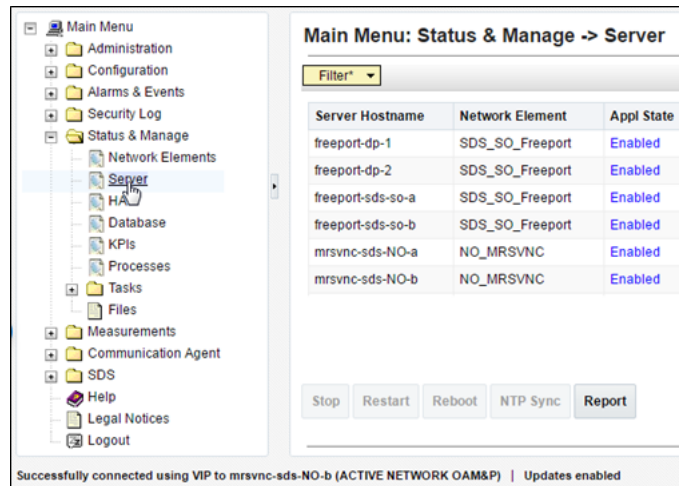 Main Menu
Administration
Configuration
Alarms & Events
Security Log
Status & Manage
Network Elements
Server
HA
Database
KPIs
Processes
Tasks
Files
Measurements
Communication Agent
SDS
Help
Legal Notices
Logout
Main Menu: Status & Manage -> Server
Filter*
Server Hostname Network Element Appl State
freeport-dp-1 SDS_SO_Freeport Enabled
freeport-dp-2 SDS_SO_Freeport Enabled
freeport-sds-so-a SDS_SO_Freeport Enabled
freeport-sds-so-b SDS_SO_Freeport Enabled
mrsvnc-sds-NO-a NO_MRSVNC Enabled
mrsvnc-sds-NO-b NO_MRSVNC Enabled
Stop Restart Reboot NTP Sync Report
Successfully connected using VIP to mrsvnc-sds-NO-b (ACTIVE NETWORK OAM&P) | Updates enabled